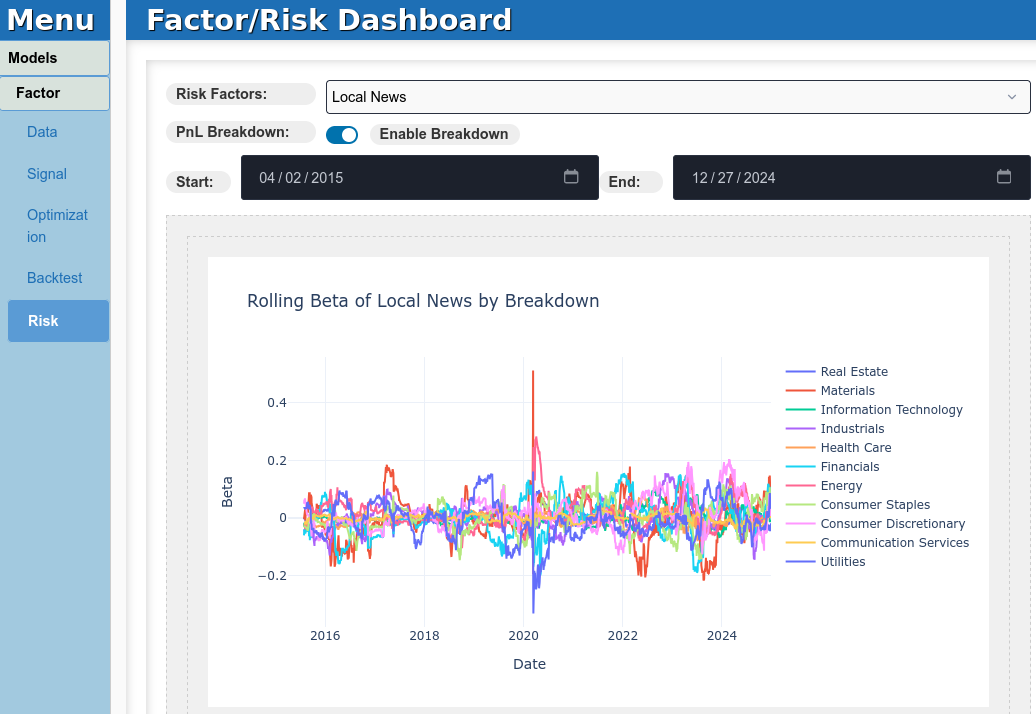 Menu
Factor/Risk Dashboard
Models
Factor
Data
Signal
Optimizat
ion
Backtest
Risk
Risk Factors:
Local News
PnL Breakdown:
Enable Breakdown
Start:
04/02/2015
End:
12/27/2024
Rolling Beta of Local News by Breakdown
Beta
0.4
0.2
0
−0.2
2016
2018
2020
2022
2024
Date
Real Estate
Materials
Information Technology
Industrials
Health Care
Financials
Energy
Consumer Staples
Consumer Discretionary
Communication Services
Utilities